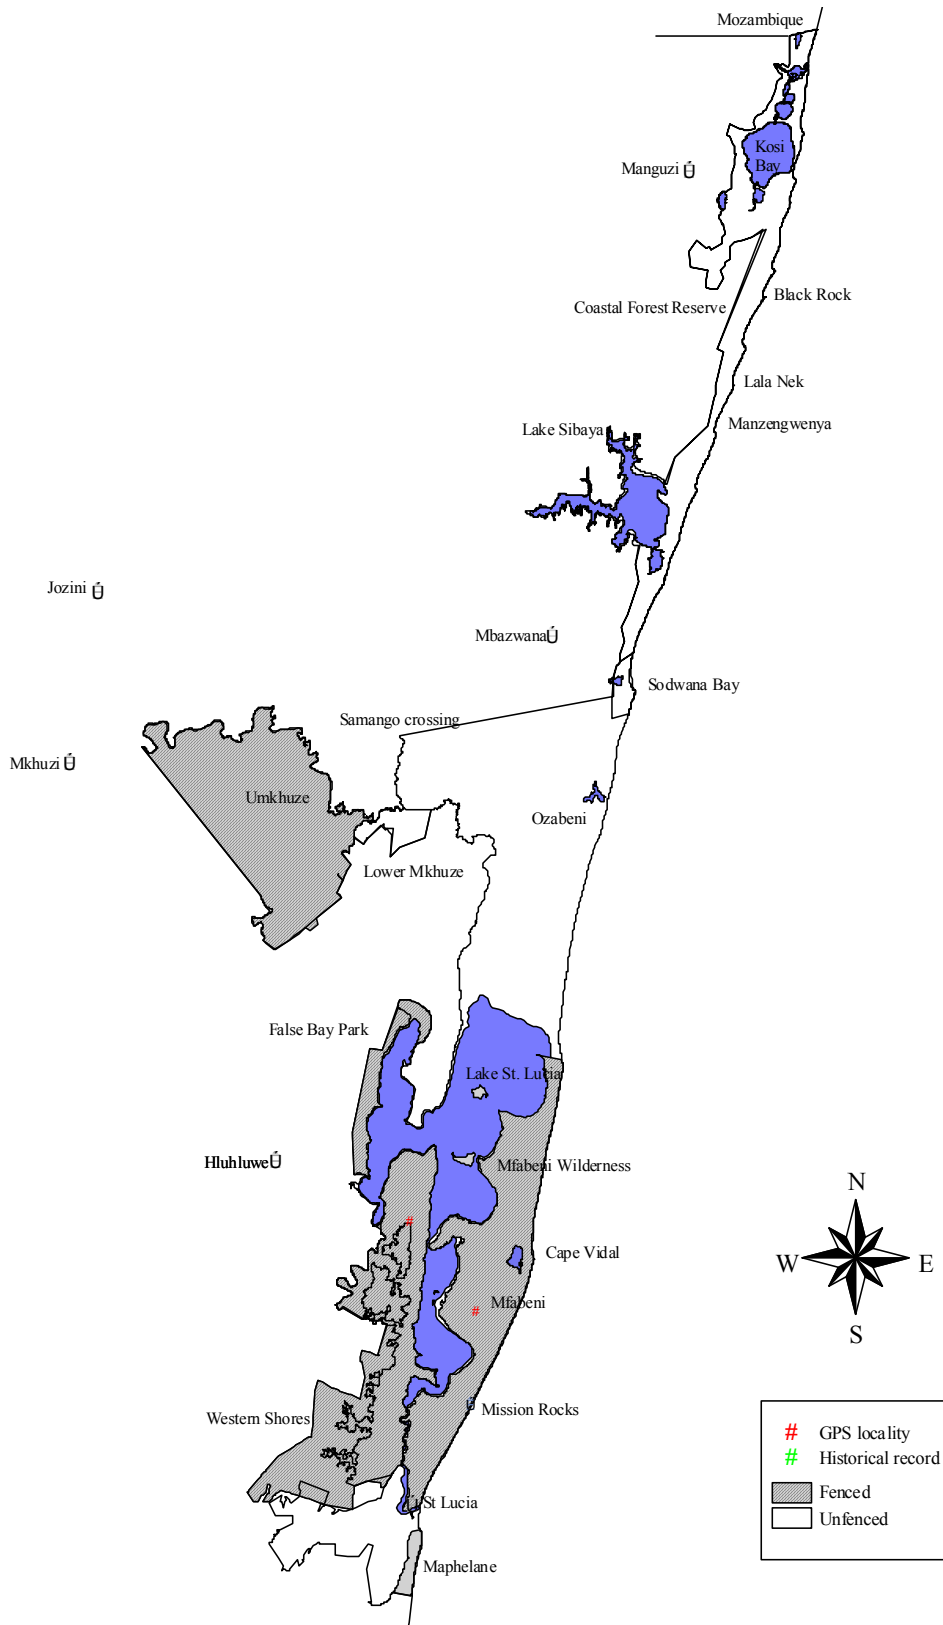 Mozambique
Kosi
Bay
Manguzi Ú
Black Rock
Coastal Forest Reserve
Lala Nek
Manzengwenya
Lake Sibaya
Jozini Ú
Mbazwana Ú
Sodwana Bay
Samango crossing
Mkhuzi Ú
Umkhuze
Ozabeni
Lower Mkhuze
False Bay Park
Lake St. Lucia
Hluhluwe Ú
Mfabeni Wilderness
#
Cape Vidal
Mfabeni
#
N
W E
S
Ú Mission Rocks
Western Shores
# GPS locality
# Historical record
Fenced
Unfenced
Ú St Lucia
Maphelane